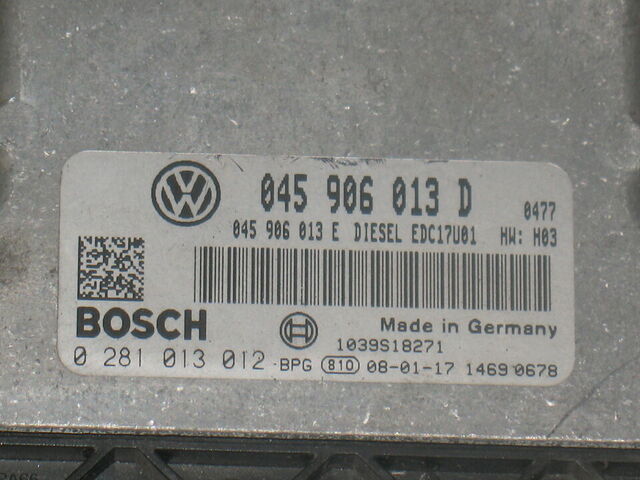 045 906 013 D 0477
045 906 013 E DIESEL EDC17U01 HW: H03
BOSCH
Made in Germany
1039S18271
0 281 013 012 BPG 810 08-01-17 1469 0678